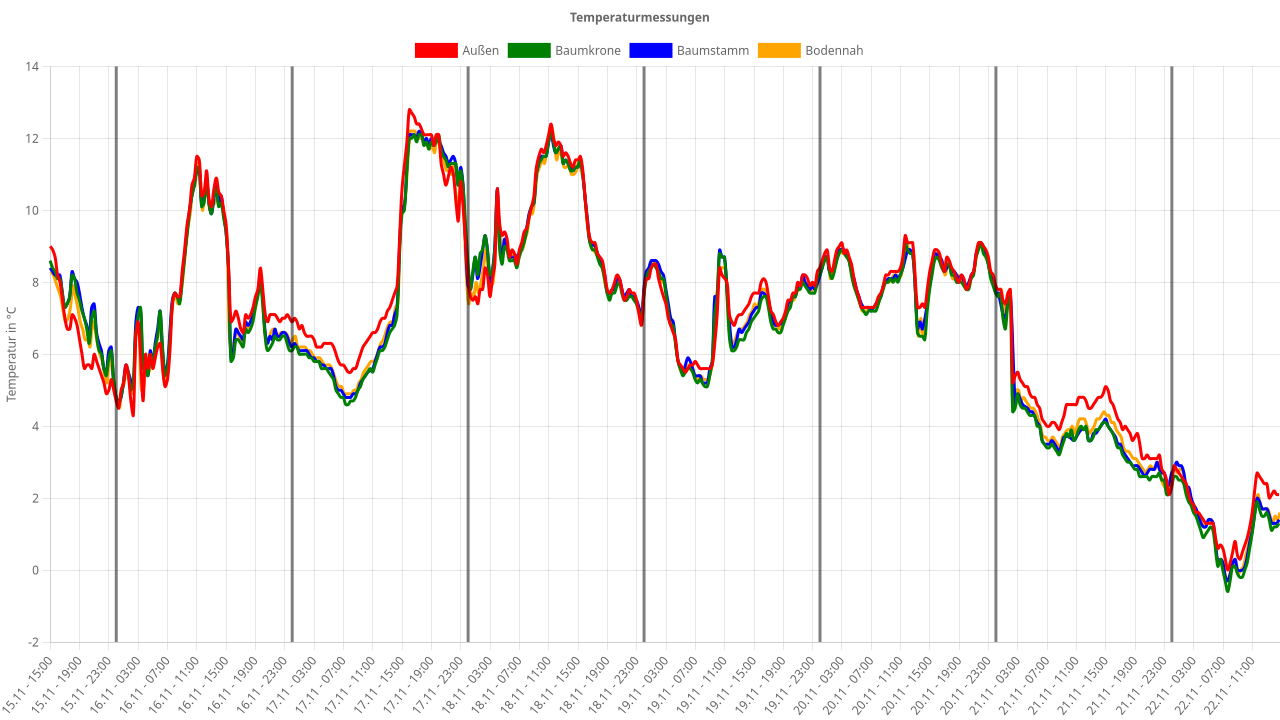 Temperaturmessungen
Außen Baumkrone Baumstamm Bodennah
Temperatur in °C
14
12
10
8
6
4
2
0
-2
15.11 - 15:00
15.11 - 19:00
15.11 - 23:00
16.11 - 03:00
16.11 - 07:00
16.11 - 11:00
16.11 - 15:00
16.11 - 19:00
16.11 - 23:00
17.11 - 03:00
17.11 - 07:00
17.11 - 11:00
17.11 - 15:00
17.11 - 19:00
17.11 - 23:00
18.11 - 03:00
18.11 - 07:00
18.11 - 11:00
18.11 - 15:00
18.11 - 19:00
18.11 - 23:00
19.11 - 03:00
19.11 - 07:00
19.11 - 11:00
19.11 - 15:00
19.11 - 19:00
19.11 - 23:00
20.11 - 03:00
20.11 - 07:00
20.11 - 11:00
20.11 - 15:00
20.11 - 19:00
20.11 - 23:00
21.11 - 03:00
21.11 - 07:00
21.11 - 11:00
21.11 - 15:00
21.11 - 19:00
21.11 - 23:00
22.11 - 03:00
22.11 - 07:00
22.11 - 11:00